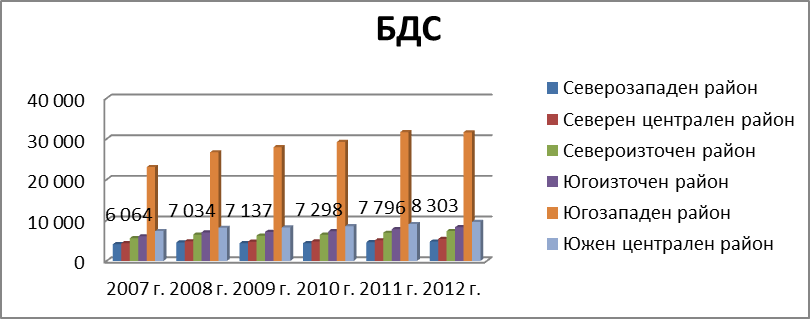 БДС
40 000
30 000
20 000
10 000
0
6 064
7 034
7 137
7 298
7 796
8 303
2007 г.
2008 г.
2009 г.
2010 г.
2011 г.
2012 г.
Северозападен район
Северен централен район
Североизточен район
Югоизточен район
Югозападен район
Южен централен район